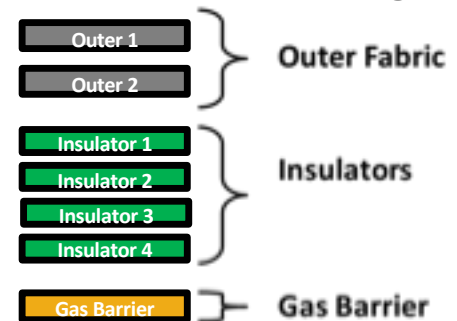 Outer 1
Outer 2
Outer Fabric
Insulator 1
Insulator 2
Insulator 3
Insulator 4
Insulators
Gas Barrier
Gas Barrier